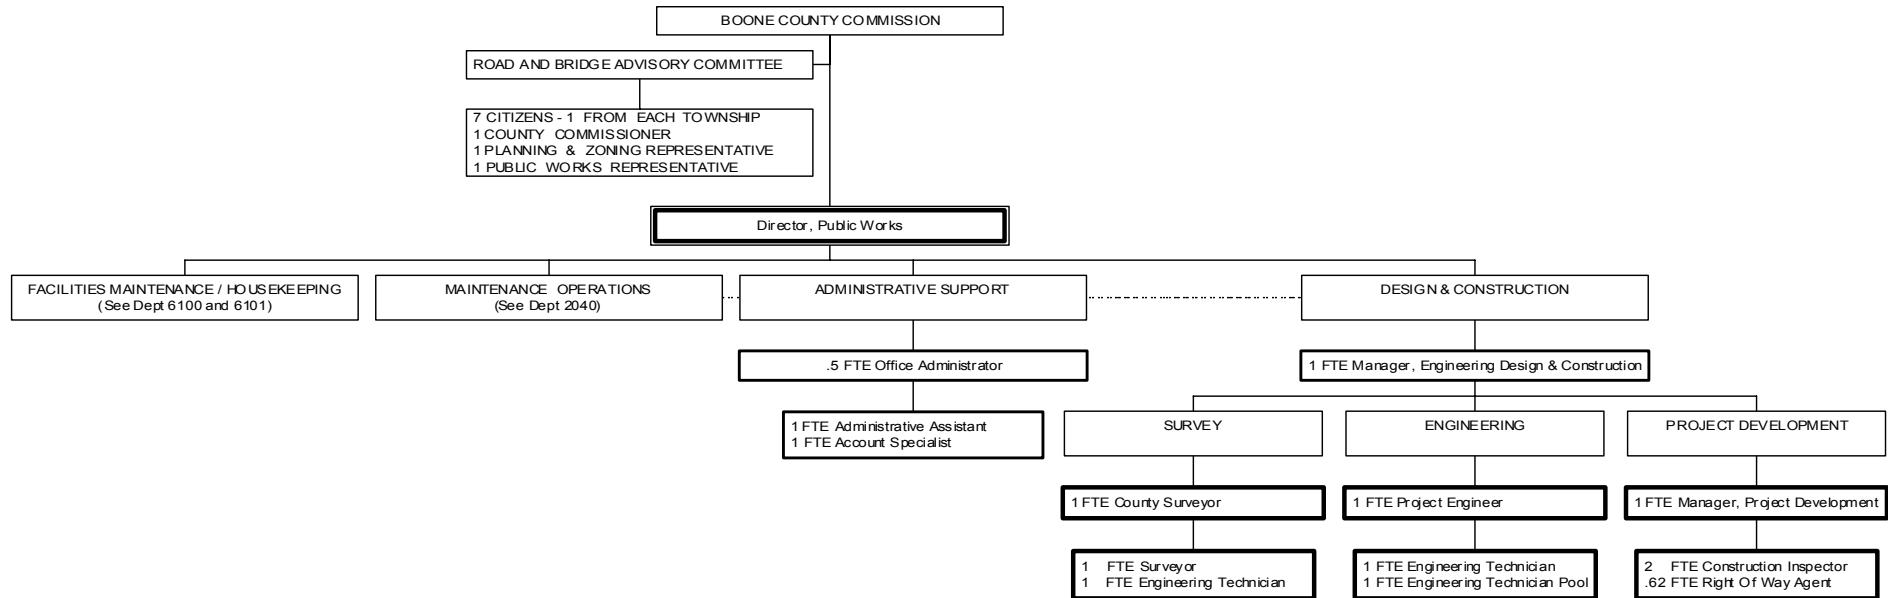 BOONE COUNTY COMMISSION
ROAD AND BRIDGE ADVISORY COMMITTEE
7 CITIZENS - 1 FROM EACH TOWNSHIP
1 COUNTY COMMISSIONER
1 PLANNING & ZONING REPRESENTATIVE
1 PUBLIC WORKS REPRESENTATIVE
Director, Public Works
FACILITIES MAINTENANCE / HOUSEKEEPING
(See Dept 6100 and 6101)
MAINTENANCE OPERATIONS
(See Dept 2040)
ADMINISTRATIVE SUPPORT
DESIGN & CONSTRUCTION
.5 FTE Office Administrator
1 FTE Manager, Engineering Design & Construction
1 FTE Administrative Assistant
1 FTE Account Specialist
SURVEY
ENGINEERING
PROJECT DEVELOPMENT
1 FTE County Surveyor
1 FTE Project Engineer
1 FTE Manager, Project Development
1 FTE Surveyor
1 FTE Engineering Technician
1 FTE Engineering Technician
1 FTE Engineering Technician Pool
2 FTE Construction Inspector
.62 FTE Right Of Way Agent